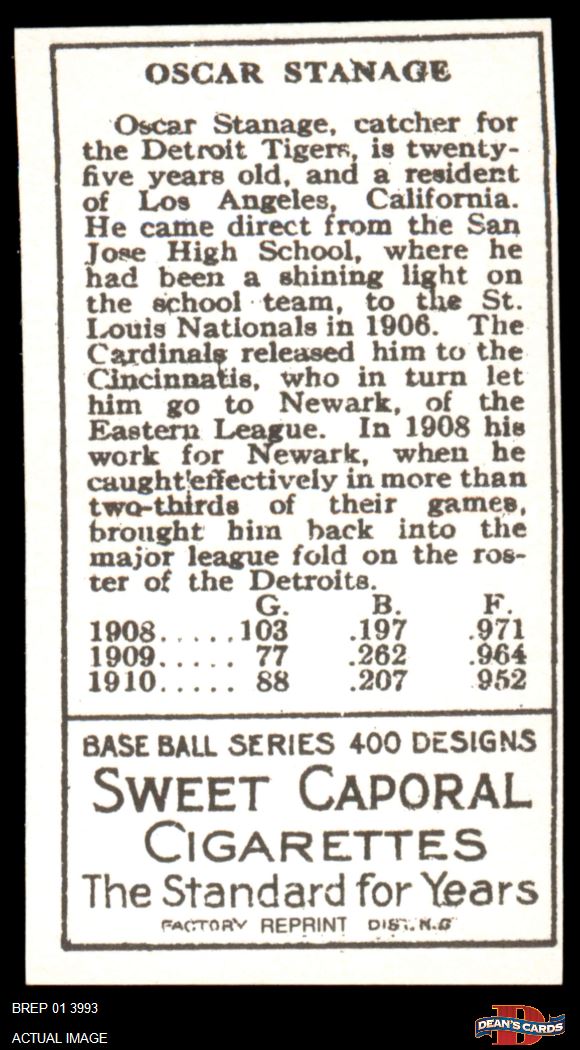 OSCAR STANAGE
Oscar Stanage, catcher for
the Detroit Tigers, is twenty-
five years old, and a resident
of Los Angeles, California.
He came direct from the San
Jose High School, where he
had been a shining light on
the school team, to the St.
Louis Nationals in 1906. The
Cardinals released him to the
Cincinnatis, who in turn let
him go to Newark, of the
Eastern League. In 1908 his
work for Newark, when he
caught effectively in more than
two-thirds of their games,
brought him back into the
major league fold on the ros-
ter of the Detroits.
G. B. F.
1908.....103 .197 .971
1909..... 77 .262 .964
1910..... 88 .207 .952
BASE BALL SERIES 400 DESIGNS
SWEET CAPORAL
CIGARETTES
The Standard for Years
FACTORY REPRINT DIST. N.C
BREP 01 3993
ACTUAL IMAGE
D
DEAN'S CARDS